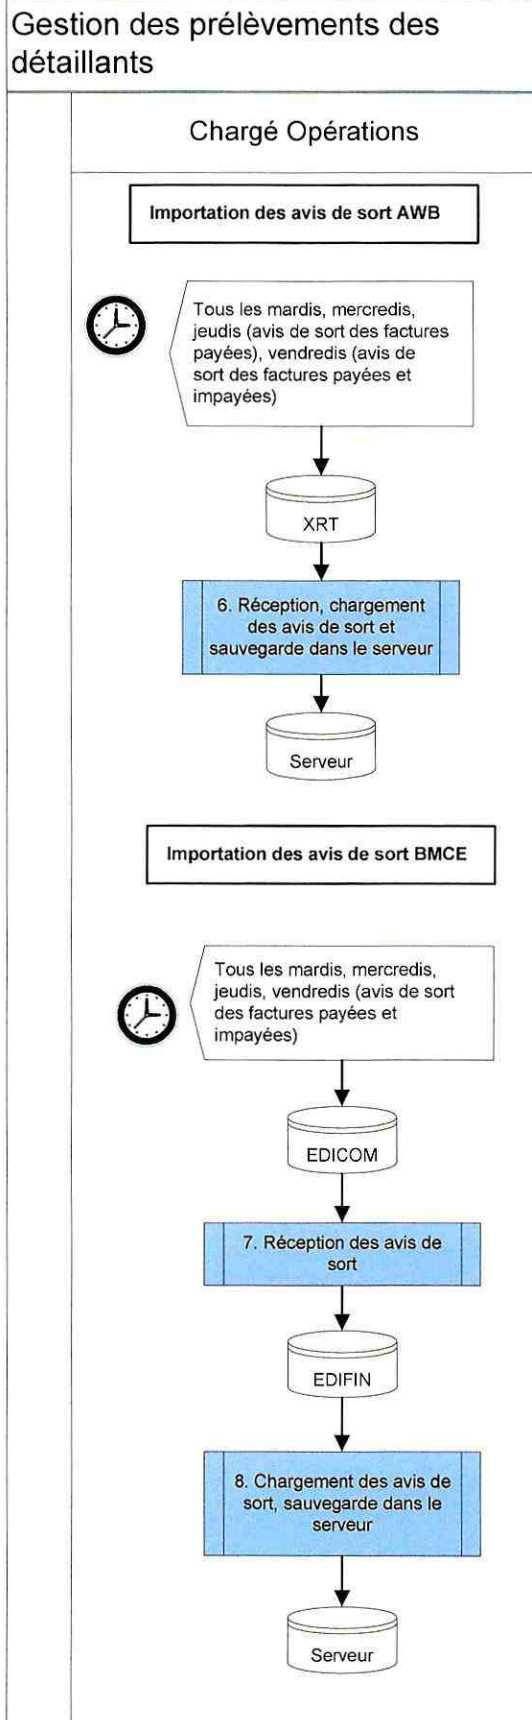 Gestion des prélèvements des
détaillants
Chargé Opérations
Importation des avis de sort AWB
Tous les mardis, mercredis,
jeudis (avis de sort des factures
payées), vendredis (avis de
sort des factures payées et
impayées)
XRT
6. Réception, chargement
des avis de sort et
sauvegarde dans le serveur
Serveur
Importation des avis de sort BMCE
Tous les mardis, mercredis,
jeudis, vendredis (avis de sort
des factures payées et
impayées)
EDICOM
7. Réception des avis de
sort
EDIFIN
8. Chargement des avis de
sort, sauvegarde dans le
serveur
Serveur